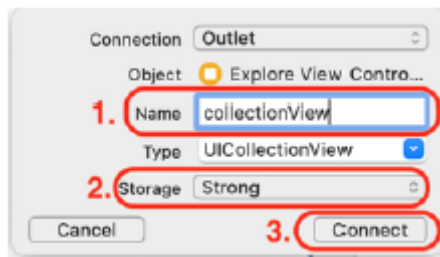 Connection Outlet
Object Explore View Contro...
1. Name collectionView
Type UICollectionView
2. Storage Strong
Cancel 3. Connect